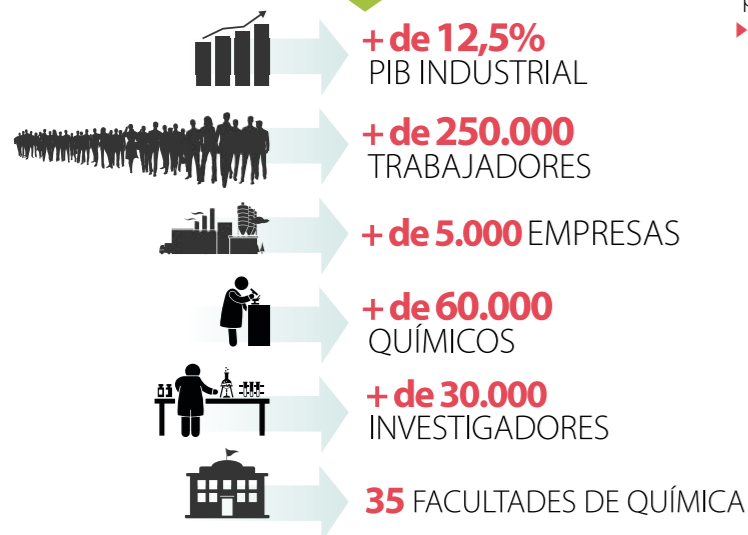 + de 12,5%
PIB INDUSTRIAL
+ de 250.000
TRABAJADORES
+ de 5.000 EMPRESAS
+ de 60.000
QUÍMICOS
+ de 30.000
INVESTIGADORES
35 FACULTADES DE QUÍMICA